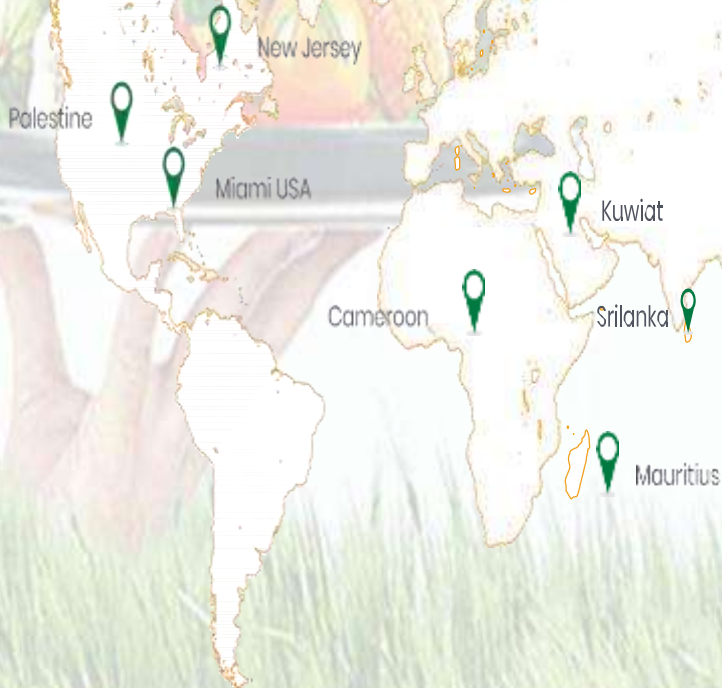 New Jersey
Palestine
Miami USA
Kuwiat
Cameroon
Srilanka
Mauritius